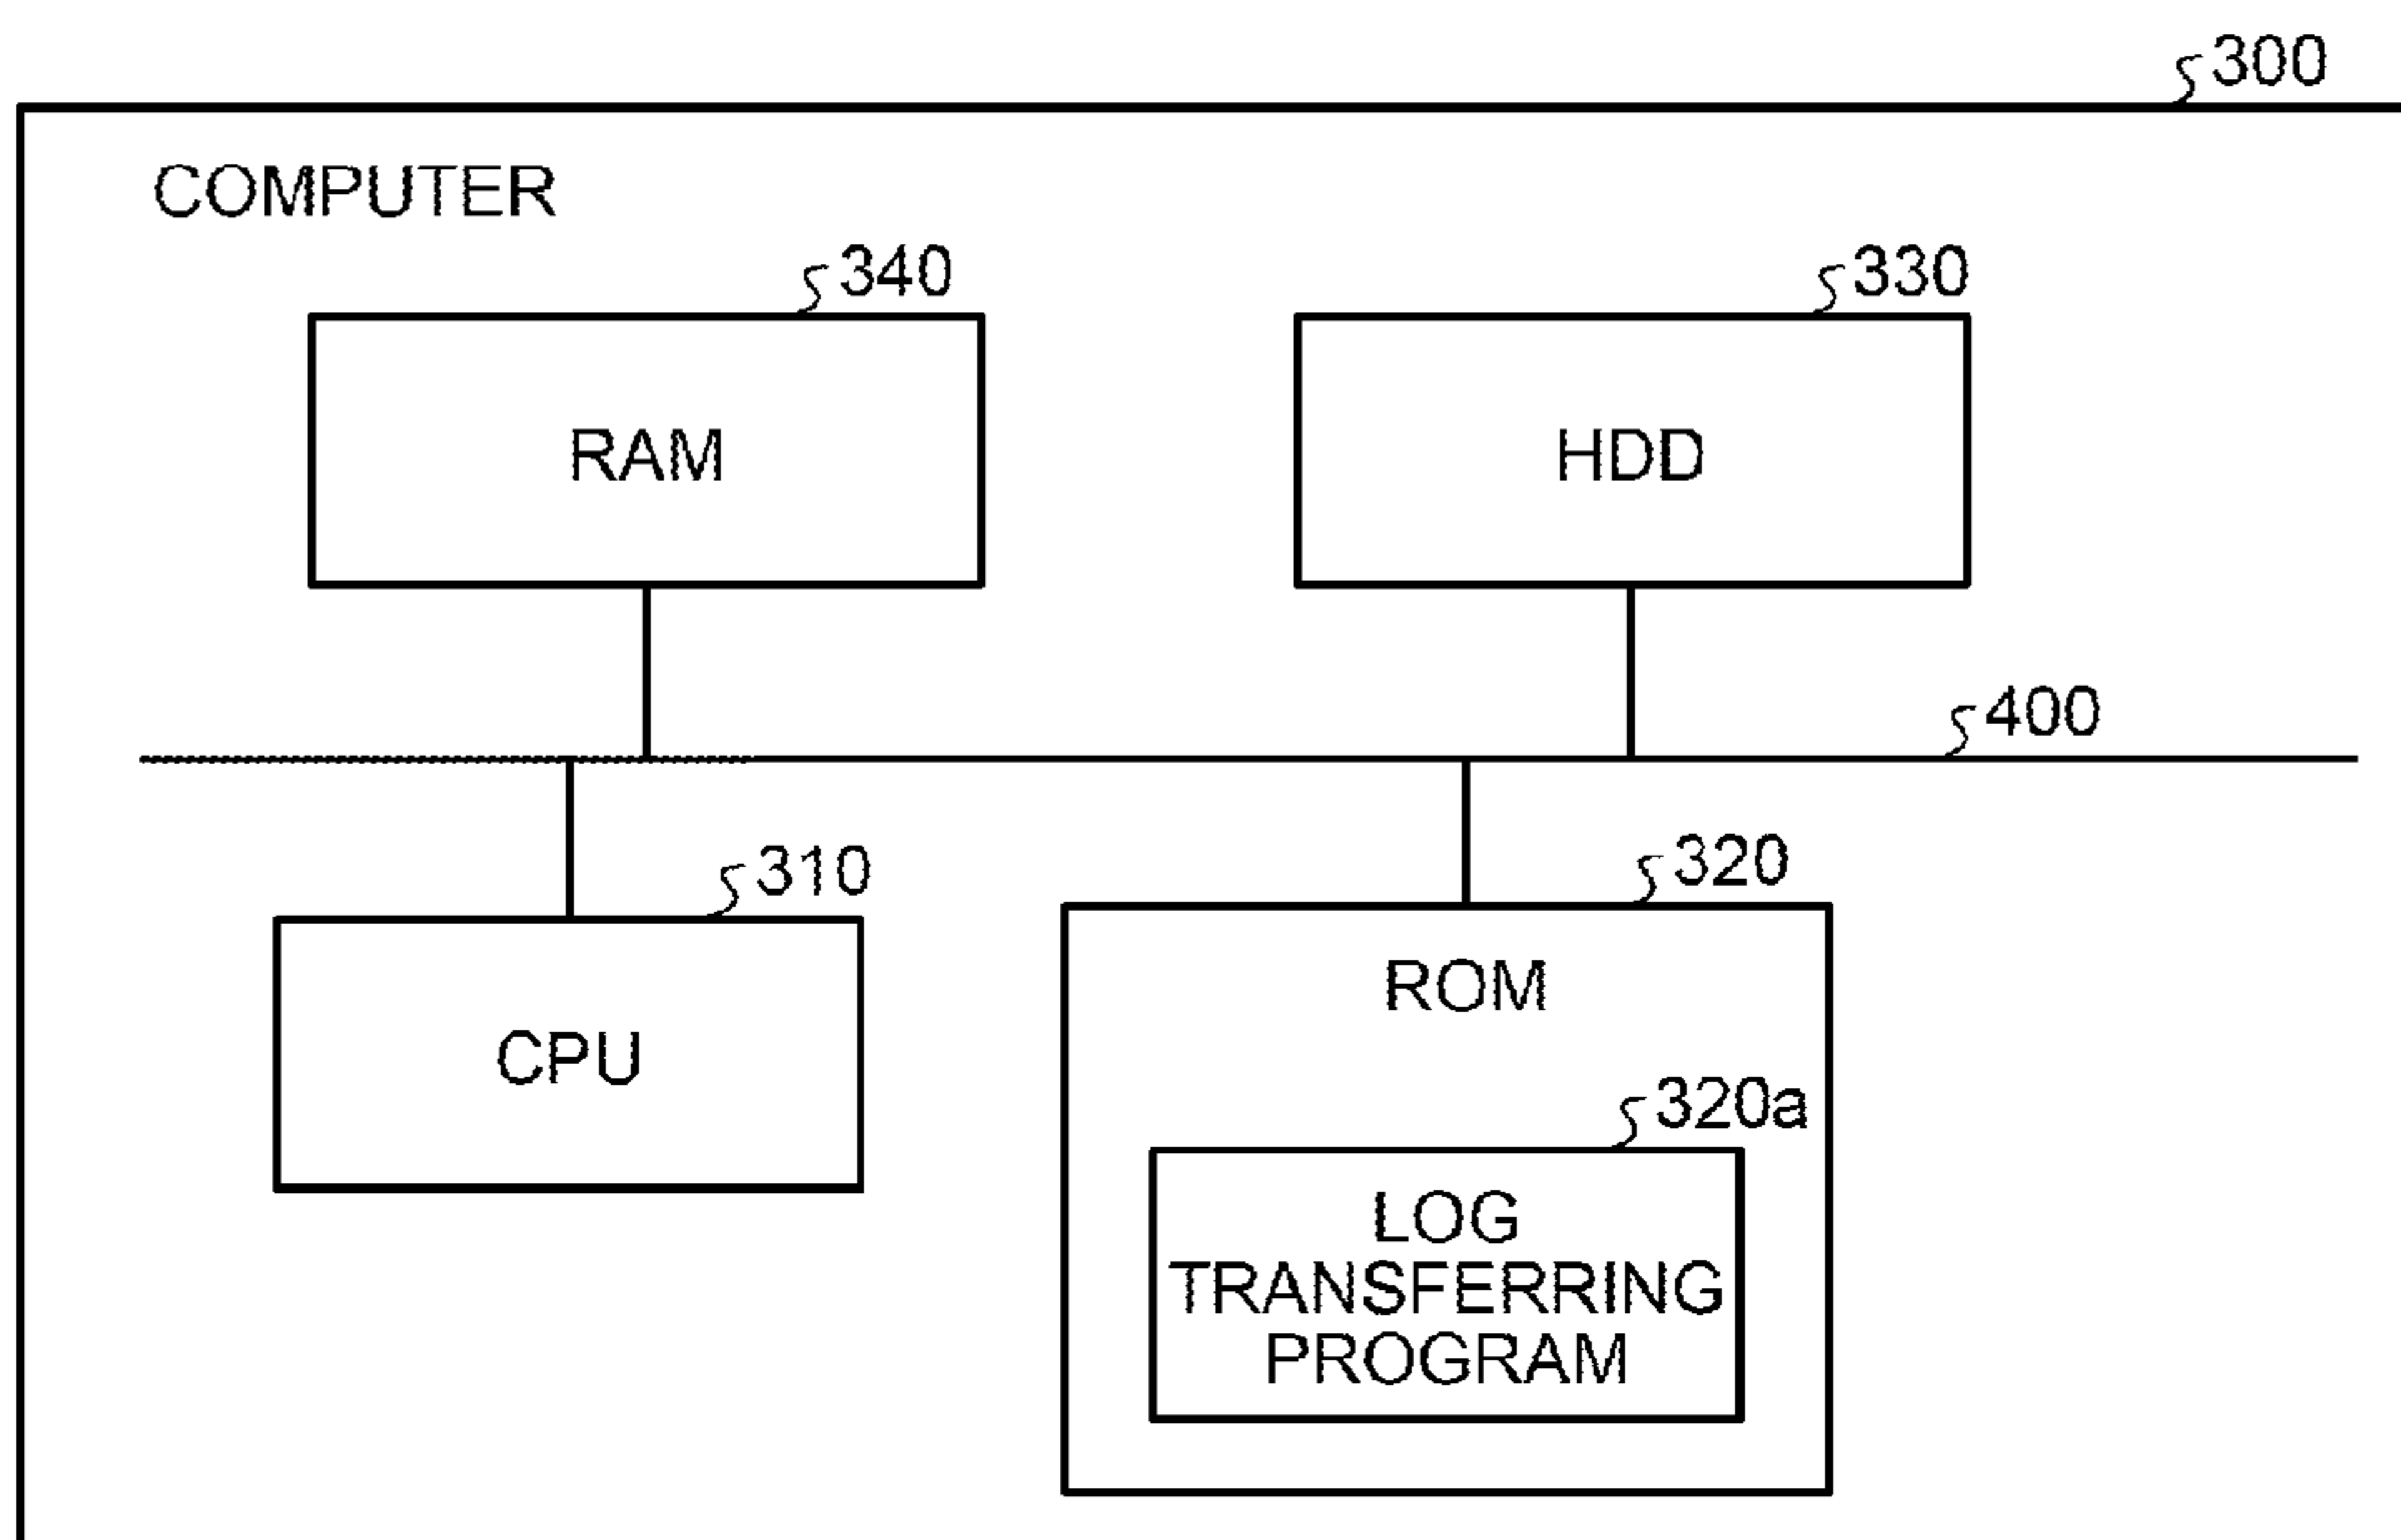 300
COMPUTER
340
330
RAM
HDD
400
310
320
CPU
ROM
320a
LOG
TRANSFERRING
PROGRAM